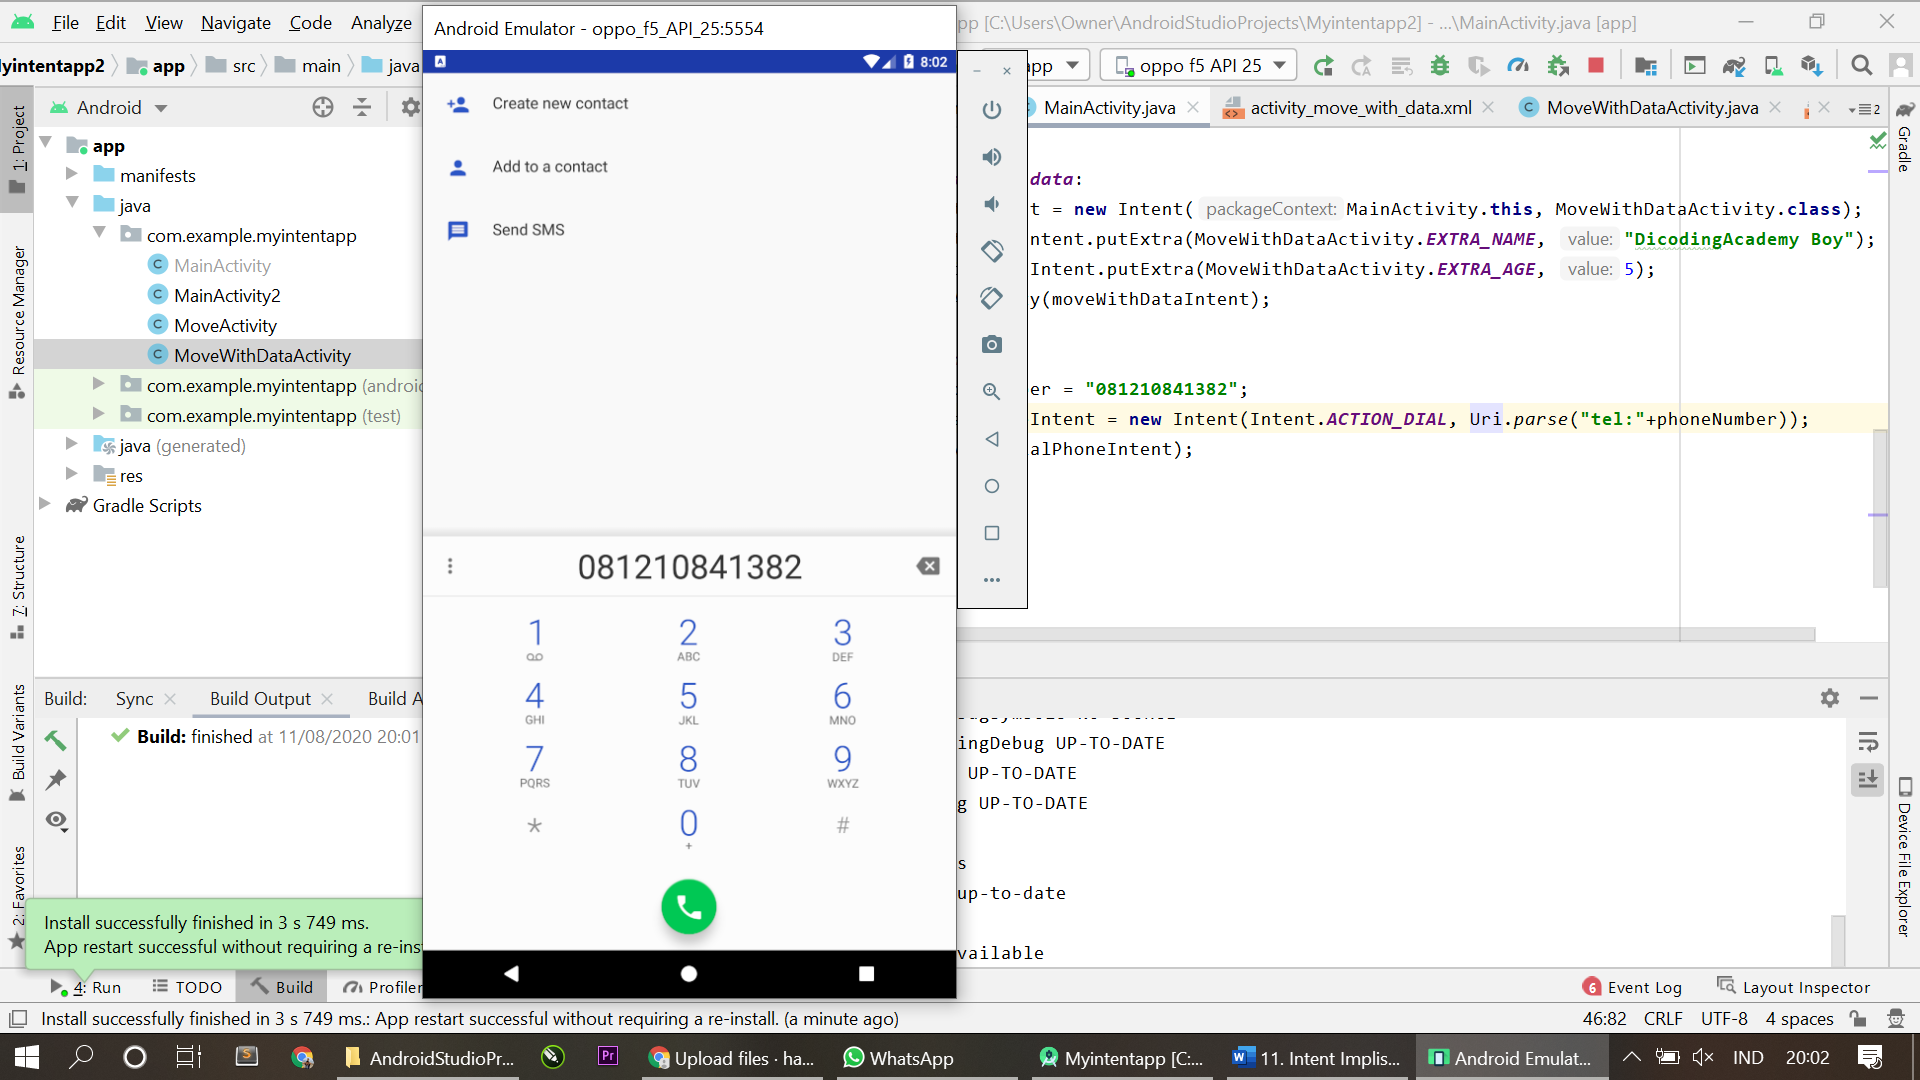 File Edit View Navigate Code Analyze
Android Emulator - oppo_f5_API_25:5554
pp [C:\Users\Owner\AndroidStudioProjects\Myintentapp2] - ...\MainActivity.java [app]
lyintentapp2 app src main java
8:02
pp oppo f5 API 25
Android
MainActivity.java activity_move_with_data.xml MoveWithDataActivity.java 2
1: Project
Resource Manager
7: Structure
Build Variants
2: Favorites
app
manifests
java
com.example.myintentapp
MainActivity
MainActivity2
MoveActivity
MoveWithDataActivity
com.example.myintentapp (androic
com.example.myintentapp (test)
java (generated)
res
Gradle Scripts
Create new contact
Add to a contact
Send SMS
081210841382
1
2 ABC
3 DEF
4 GHI
5 JKL
6 MNO
7 PQRS
8 TUV
9 WXYZ
*
0 +
#
data:
t = new Intent( packageContext: MainActivity.this, MoveWithDataActivity.class);
ntent.putExtra(MoveWithDataActivity.EXTRA_NAME, value: "DicodingAcademy Boy");
Intent.putExtra(MoveWithDataActivity.EXTRA_AGE, value: 5);
y(moveWithDataIntent);
er = "081210841382";
Intent = new Intent(Intent.ACTION_DIAL, Uri.parse("tel:"+phoneNumber));
alPhoneIntent);
Gradle
Device File Explorer
Build: Sync Build Output Build A
Build: finished at 11/08/2020 20:01
ingDebug UP-TO-DATE
UP-TO-DATE
g UP-TO-DATE
s
up-to-date
vailable
Install successfully finished in 3 s 749 ms.
App restart successful without requiring a re-inst
4: Run TODO Build Profiler
6 Event Log Layout Inspector
Install successfully finished in 3 s 749 ms.: App restart successful without requiring a re-install. (a minute ago)
46:82 CRLF UTF-8 4 spaces
S AndroidStudioPr... Pr Upload files · ha... WhatsApp Myintentapp [C:... 11. Intent Implis... Android Emulat... IND 20:02